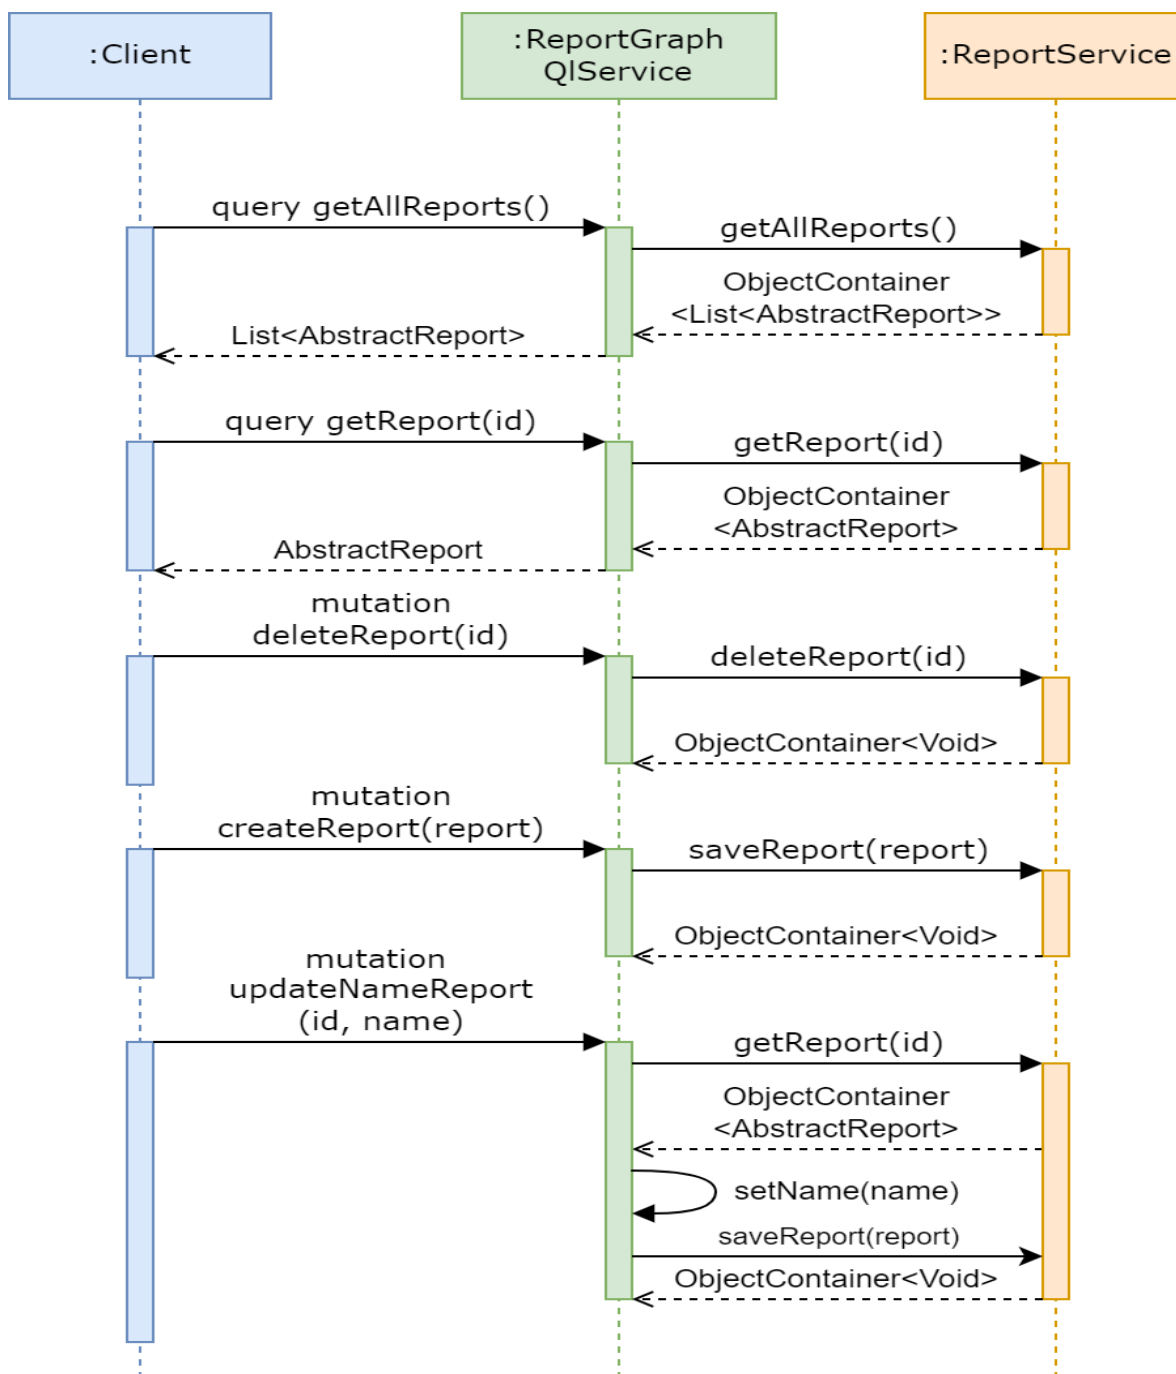 :Client
:ReportGraph
QlService
:ReportService
query getAllReports()
getAllReports()
ObjectContainer
<List<AbstractReport>>
List<AbstractReport>
query getReport(id)
getReport(id)
ObjectContainer
<AbstractReport>
AbstractReport
mutation
deleteReport(id)
deleteReport(id)
ObjectContainer<Void>
mutation
createReport(report)
saveReport(report)
ObjectContainer<Void>
mutation
updateNameReport
(id, name)
getReport(id)
ObjectContainer
<AbstractReport>
setName(name)
saveReport(report)
ObjectContainer<Void>